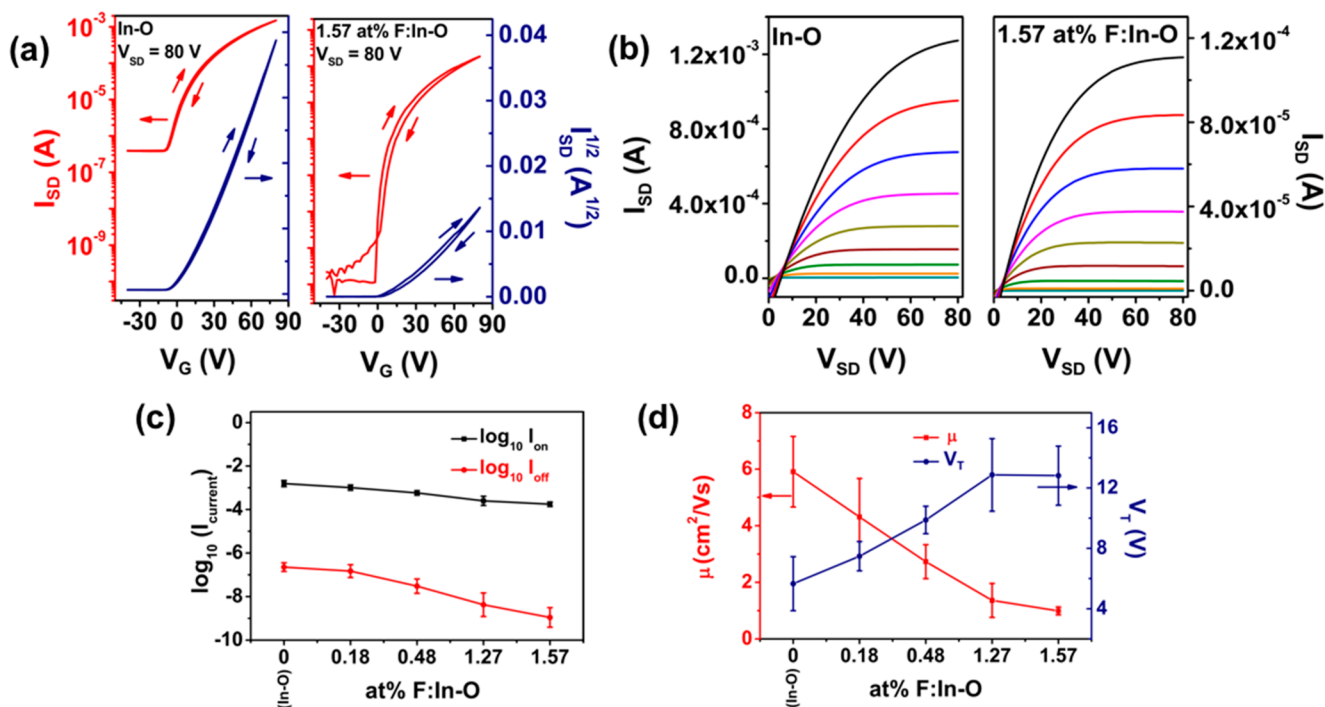 (a)
In-O
V_SD = 80 V
1.57 at% F:In-O
V_SD = 80 V
10^-3
10^-5
10^-7
10^-9
I_SD (A)
0.04
0.03
0.02
0.01
0.00
I_SD^1/2 (A^1/2)
-30 0 30 60 90
-30 0 30 60 90
V_G (V)
V_G (V)
(b)
In-O
1.57 at% F:In-O
1.2x10^-3
8.0x10^-4
4.0x10^-4
0.0
I_SD (A)
1.2x10^-4
8.0x10^-5
4.0x10^-5
0.0
I_SD (A)
0 20 40 60 80
0 20 40 60 80
V_SD (V)
V_SD (V)
(c)
log10 I_on
log10 I_off
0
-2
-4
-6
-8
-10
log10 (I_current)
0 0.18 0.48 1.27 1.57
(In-O)
at% F:In-O
(d)
μ
V_T
8
6
4
2
0
μ (cm²/Vs)
16
12
8
4
V_T (V)
0 0.18 0.48 1.27 1.57
(In-O)
at% F:In-O